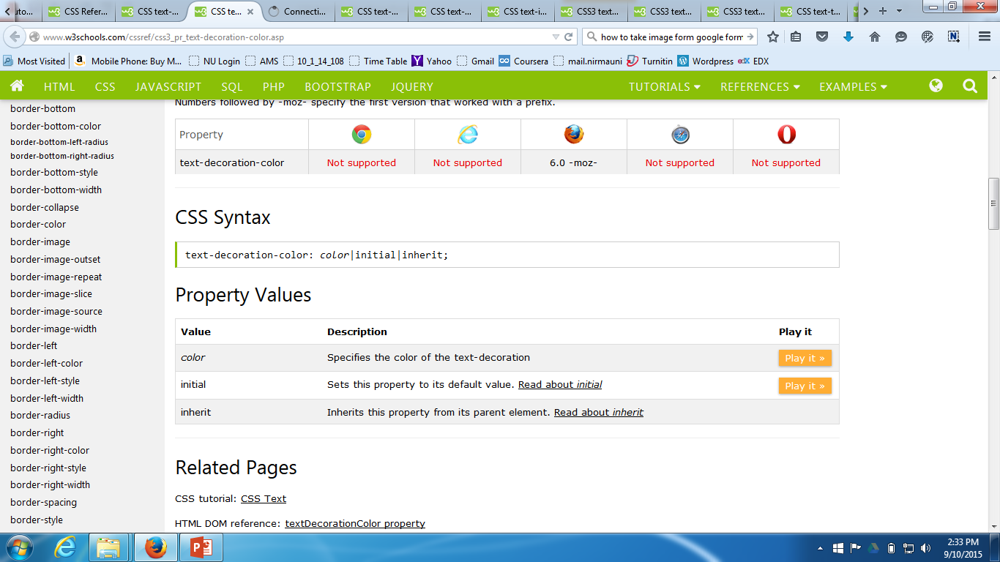 CSS Refer...
CSS text-...
CSS te...
Connecti...
CSS text-...
CSS text-...
CSS text-i...
CSS3 text...
CSS3 text...
CSS3 text...
CSS text-t...
www.w3schools.com/cssref/css3_pr_text-decoration-color.asp
how to take image form google form
Most Visited
Mobile Phone: Buy M...
NU Login
AMS
10_1_14_108
Time Table
Yahoo
Gmail
Coursera
mail.nirmauni
Turnitin
Wordpress
EDX
HTML CSS JAVASCRIPT SQL PHP BOOTSTRAP JQUERY TUTORIALS REFERENCES EXAMPLES
border-bottom
border-bottom-color
border-bottom-left-radius
border-bottom-right-radius
border-bottom-style
border-bottom-width
border-collapse
border-color
border-image
border-image-outset
border-image-repeat
border-image-slice
border-image-source
border-image-width
border-left
border-left-color
border-left-style
border-left-width
border-radius
border-right
border-right-color
border-right-style
border-right-width
border-spacing
border-style
Numbers followed by -moz- specify the first version that worked with a prefix.
Property
text-decoration-color Not supported Not supported 6.0 -moz- Not supported Not supported
CSS Syntax
text-decoration-color: color|initial|inherit;
Property Values
Value Description Play it
color Specifies the color of the text-decoration Play it »
initial Sets this property to its default value. Read about initial Play it »
inherit Inherits this property from its parent element. Read about inherit
Related Pages
CSS tutorial: CSS Text
HTML DOM reference: textDecorationColor property
2:33 PM
9/10/2015